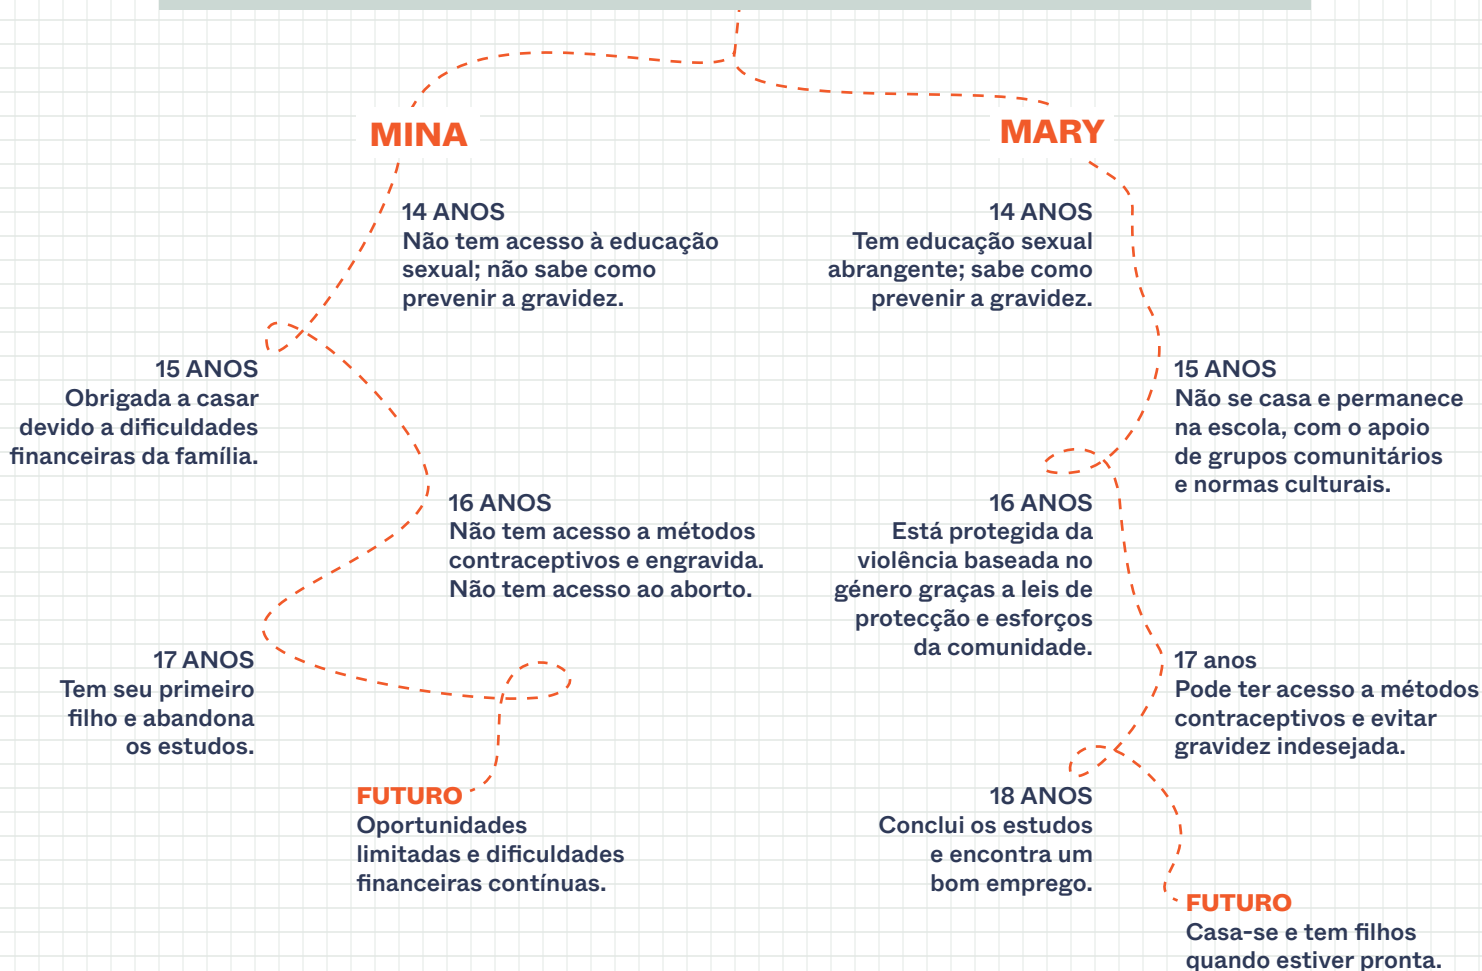 MINA
14 ANOS
Não tem acesso à educação
sexual; não sabe como
prevenir a gravidez.
15 ANOS
Obrigada a casar
devido a dificuldades
financeiras da família.
16 ANOS
Não tem acesso a métodos
contraceptivos e engravida.
Não tem acesso ao aborto.
17 ANOS
Tem seu primeiro
filho e abandona
os estudos.
FUTURO
Oportunidades
limitadas e dificuldades
financeiras contínuas.
MARY
14 ANOS
Tem educação sexual
abrangente; sabe como
prevenir a gravidez.
15 ANOS
Não se casa e permanece
na escola, com o apoio
de grupos comunitários
e normas culturais.
16 ANOS
Está protegida da
violência baseada no
género graças a leis de
protecção e esforços
da comunidade.
17 anos
Pode ter acesso a métodos
contraceptivos e evitar
gravidez indesejada.
18 ANOS
Conclui os estudos
e encontra um
bom emprego.
FUTURO
Casa-se e tem filhos
quando estiver pronta.